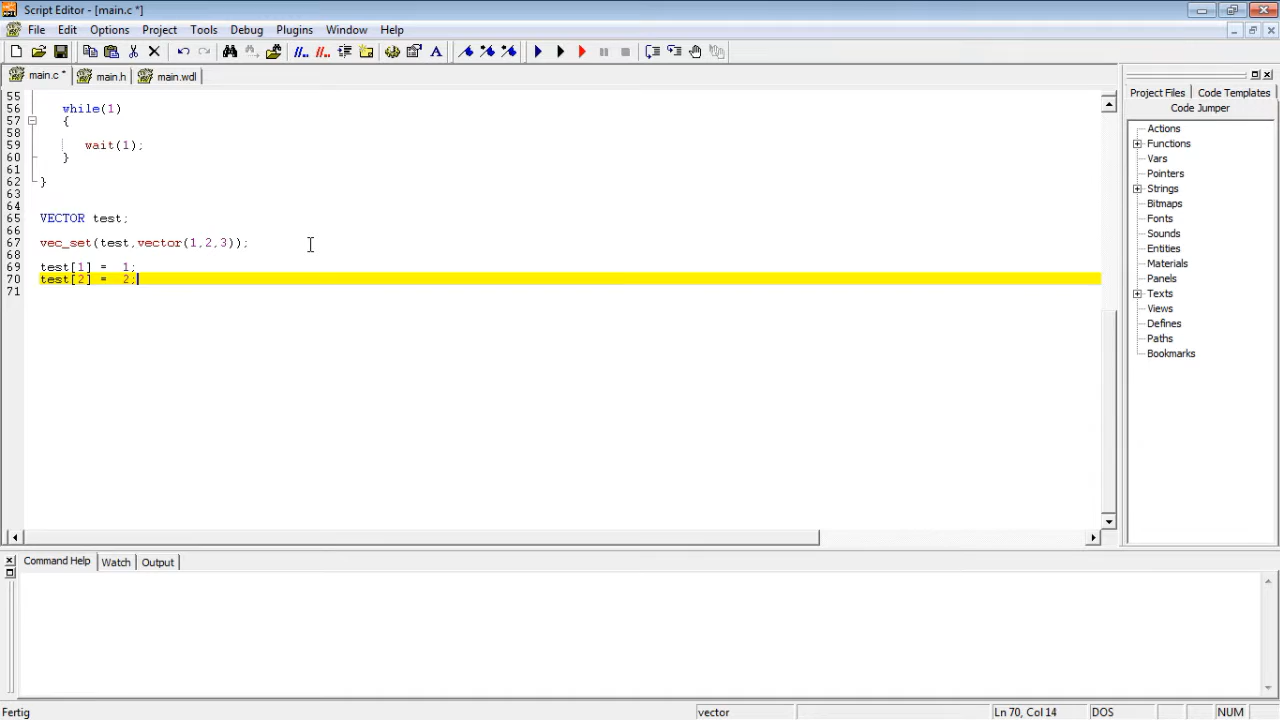 Script Editor - [main.c *]
File Edit Options Project Tools Debug Plugins Window Help
main.c * main.h main.wdl
Project Files Code Templates
Code Jumper
55
56 while(1)
57 {
58
59 wait(1);
60 }
61
62 }
63
64
65 VECTOR test;
66
67 vec_set(test,vector(1,2,3));
68
69 test[1] = 1;
70 test[2] = 2;
71
Actions
Functions
Vars
Pointers
Strings
Bitmaps
Fonts
Sounds
Entities
Materials
Panels
Texts
Views
Defines
Paths
Bookmarks
Command Help Watch Output
Fertig vector Ln 70, Col 14 DOS NUM